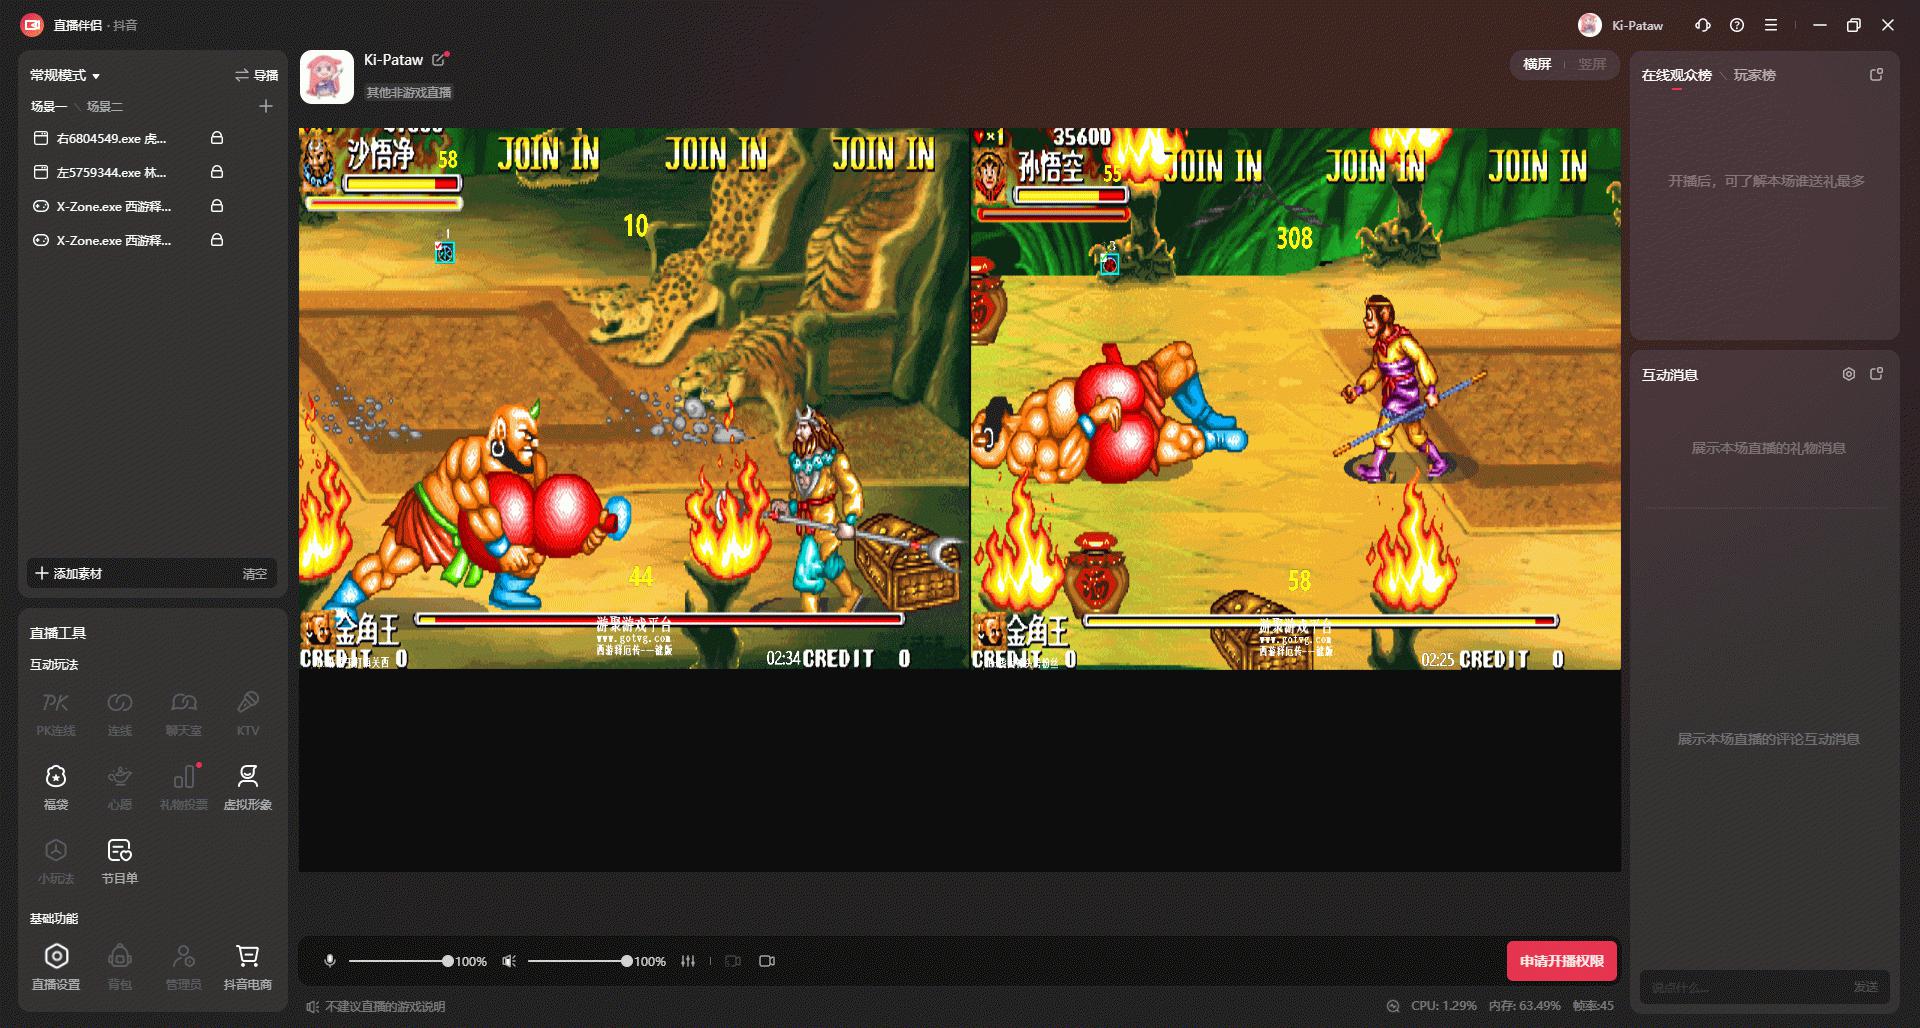 直播伴侣 · 抖音
Ki-Pataw
常规模式
导播
场景一
场景二
右6804549.exe 虎...
左5759344.exe 林...
X-Zone.exe 西游释...
X-Zone.exe 西游释...
添加素材
清空
直播工具
互动玩法
PK
PK连线
连线
聊天室
KTV
福袋
心愿
礼物投票
虚拟形象
小玩法
节目单
基础功能
直播设置
背包
管理员
抖音电商
Ki-Pataw
其他非游戏直播
横屏
竖屏
沙悟净
58
JOIN IN
JOIN IN
JOIN IN
10
1
44
金角王
游聚游戏平台
www.gotvg.com
西游释厄传一键版
CREDIT 0
02:34
CREDIT 0
×1
35600
孙悟空
55
JOIN IN
JOIN IN
JOIN IN
308
3
58
金角王
游聚游戏平台
www.gotvg.com
西游释厄传一键版
CREDIT 0
02:25
CREDIT 0
100%
100%
申请开播权限
不建议直播的游戏说明
CPU: 1.29%
内存: 63.49%
帧率:45
在线观众榜
玩家榜
开播后，可了解本场谁送礼最多
互动消息
展示本场直播的礼物消息
展示本场直播的评论互动消息
说点什么...
发送